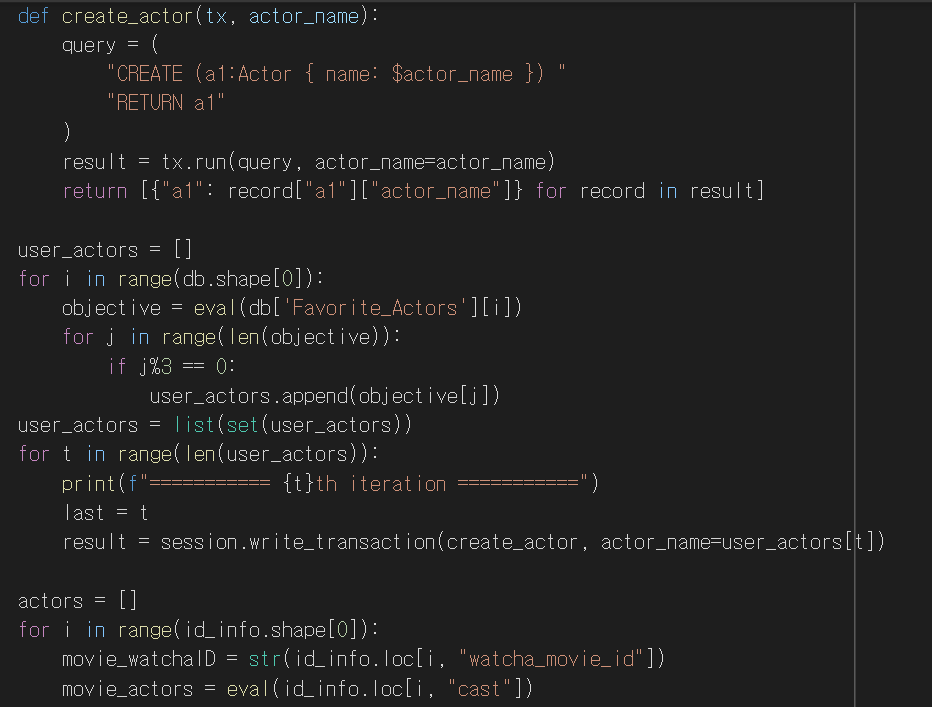 def create_actor(tx, actor_name):
    query = (
        "CREATE (a1:Actor { name: $actor_name }) "
        "RETURN a1"
    )
    result = tx.run(query, actor_name=actor_name)
    return [{"a1": record["a1"]["actor_name"]} for record in result]

user_actors = []
for i in range(db.shape[0]):
    objective = eval(db['Favorite_Actors'][i])
    for j in range(len(objective)):
        if j%3 == 0:
            user_actors.append(objective[j])
user_actors = list(set(user_actors))
for t in range(len(user_actors)):
    print(f"=========== {t}th iteration ===========")
    last = t
    result = session.write_transaction(create_actor, actor_name=user_actors[t])

actors = []
for i in range(id_info.shape[0]):
    movie_watchaID = str(id_info.loc[i, "watcha_movie_id"])
    movie_actors = eval(id_info.loc[i, "cast"])